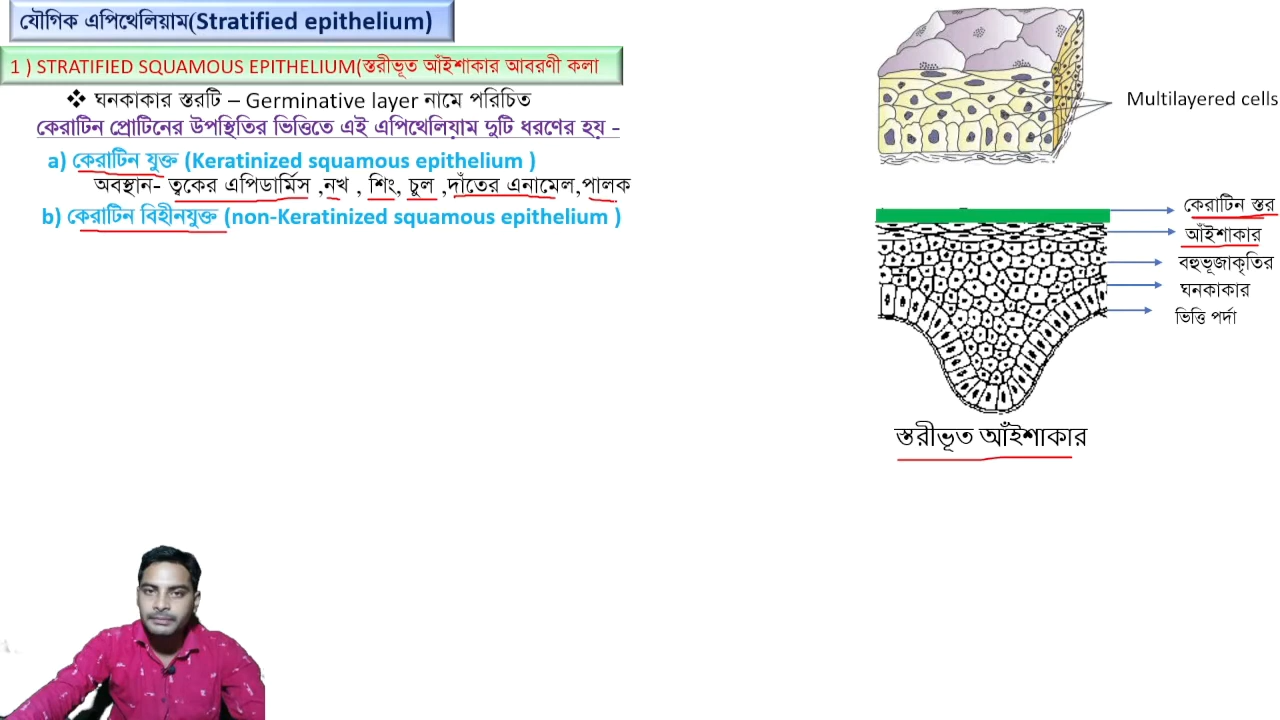 যৌগিক এপিথেলিয়াম(Stratified epithelium)
1 ) STRATIFIED SQUAMOUS EPITHELIUM(স্তরীভূত আঁইশাকার আবরণী কলা
❖ ঘনকাকার স্তরটি – Germinative layer নামে পরিচিত
কেরাটিন প্রোটিনের উপস্থিতির ভিত্তিতে এই এপিথেলিয়াম দুটি ধরণের হয় -
a) কেরাটিন যুক্ত (Keratinized squamous epithelium )
অবস্থান- ত্বকের এপিডার্মিস ,নখ , শিং, চুল ,দাঁতের এনামেল,পালক
b) কেরাটিন বিহীনযুক্ত (non-Keratinized squamous epithelium )
Multilayered cells
কেরাটিন স্তর
আঁইশাকার
বহুভূজাকৃতির
ঘনকাকার
ভিত্তি পর্দা
স্তরীভূত আঁইশাকার